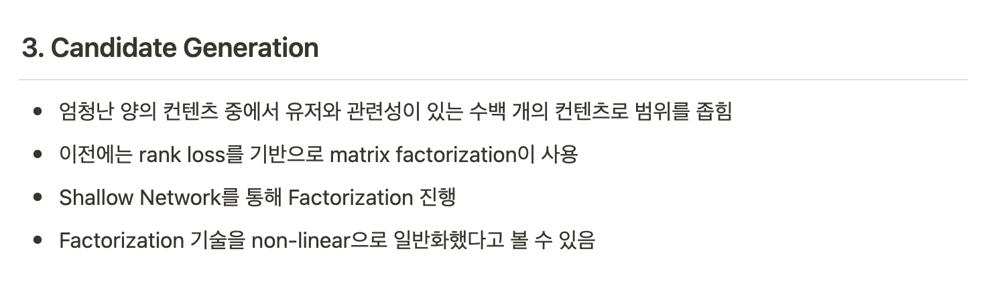 3. Candidate Generation
• 엄청난 양의 컨텐츠 중에서 유저와 관련성이 있는 수백 개의 컨텐츠로 범위를 좁힘
• 이전에는 rank loss를 기반으로 matrix factorization이 사용
• Shallow Network를 통해 Factorization 진행
• Factorization 기술을 non-linear으로 일반화했다고 볼 수 있음